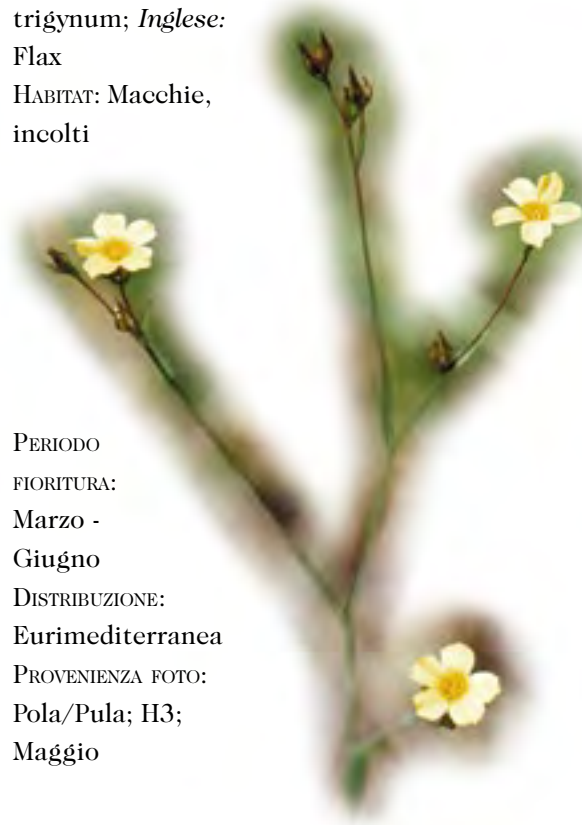 trigynum; Inglese:
Flax
HABITAT: Macchie,
incolti
PERIODO
FIORITURA:
Marzo -
Giugno
DISTRIBUZIONE:
Eurimediterranea
PROVENIENZA FOTO:
Pola/Pula; H3;
Maggio